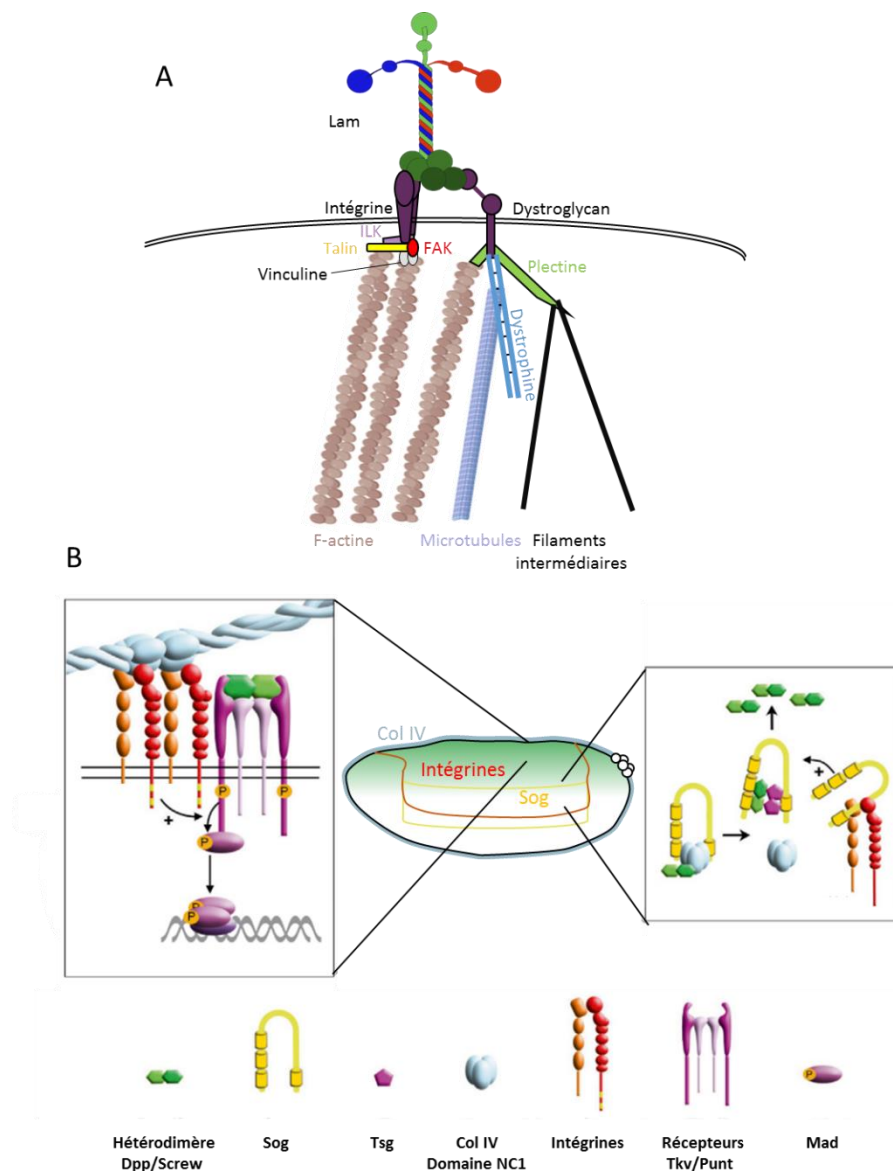 A
Lam
Intégrine
Dystroglycan
ILK
Talin
FAK
Vinculine
Plectine
Dystrophine
F-actine
Microtubules
Filaments
intermédiaires
B
Col IV
Intégrines
Sog
+
P
P
P
P
P
+
Hétérodimère
Dpp/Screw
Sog
Tsg
Col IV
Domaine NC1
Intégrines
Récepteurs
Tkv/Punt
P
Mad